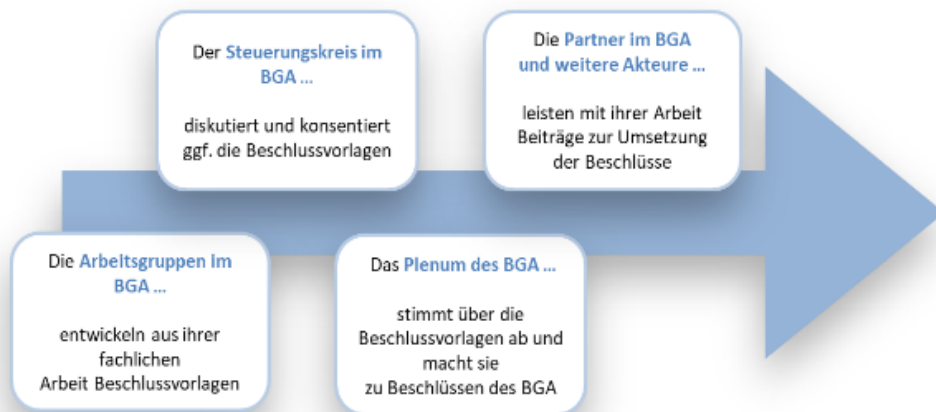 Der Steuerungskreis im
BGA ...
diskutiert und konsentiert
ggf. die Beschlussvorlagen
Die Partner im BGA
und weitere Akteure ...
leisten mit ihrer Arbeit
Beiträge zur Umsetzung
der Beschlüsse
Die Arbeitsgruppen im
BGA ...
entwickeln aus ihrer
fachlichen
Arbeit Beschlussvorlagen
Das Plenum des BGA ...
stimmt über die
Beschlussvorlagen ab und
macht sie
zu Beschlüssen des BGA